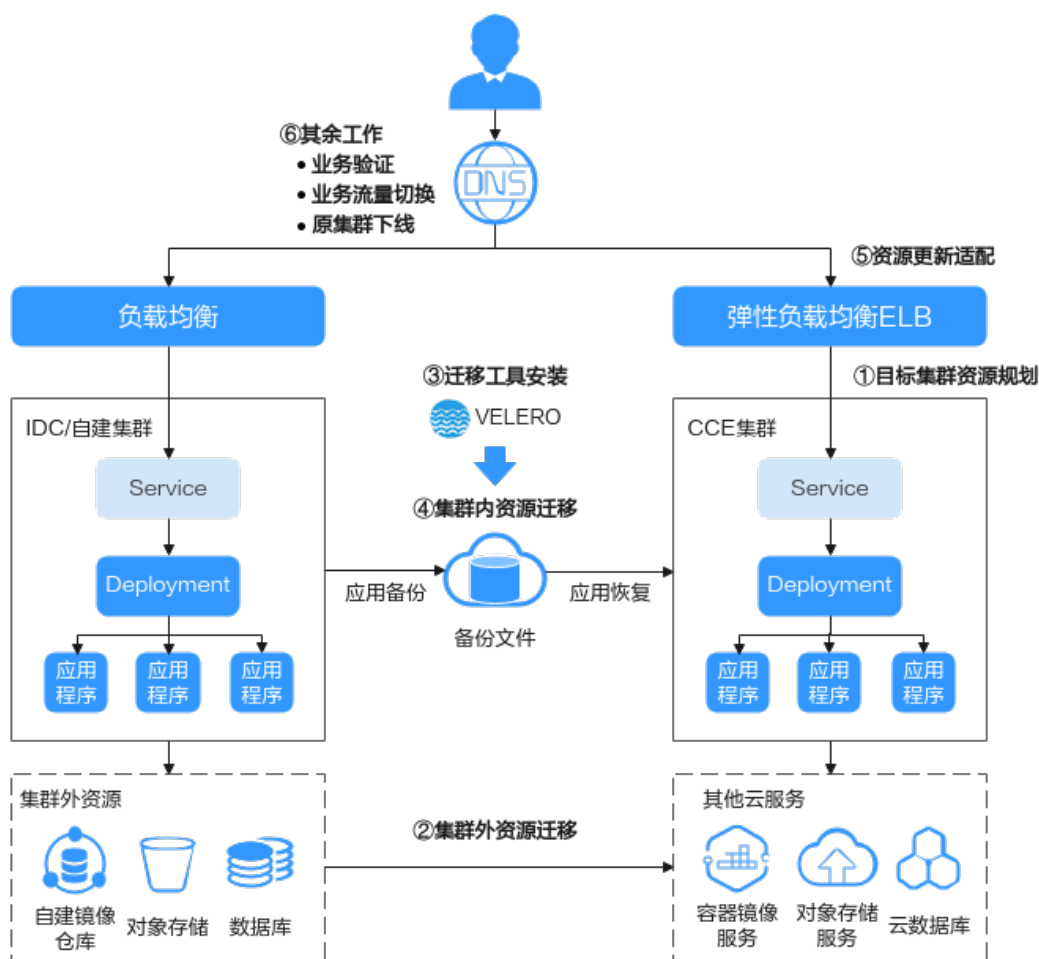 ⑥其余工作
• 业务验证
• 业务流量切换
• 原集群下线
DNS
⑤资源更新适配
负载均衡
弹性负载均衡ELB
③迁移工具安装
VELERO
①目标集群资源规划
IDC/自建集群
CCE集群
Service
Service
④集群内资源迁移
Deployment
Deployment
应用备份
应用恢复
备份文件
应用
程序
应用
程序
应用
程序
应用
程序
应用
程序
应用
程序
集群外资源
其他云服务
②集群外资源迁移
自建镜像
仓库
对象存储
数据库
容器镜像
服务
对象存储
服务
云数据库